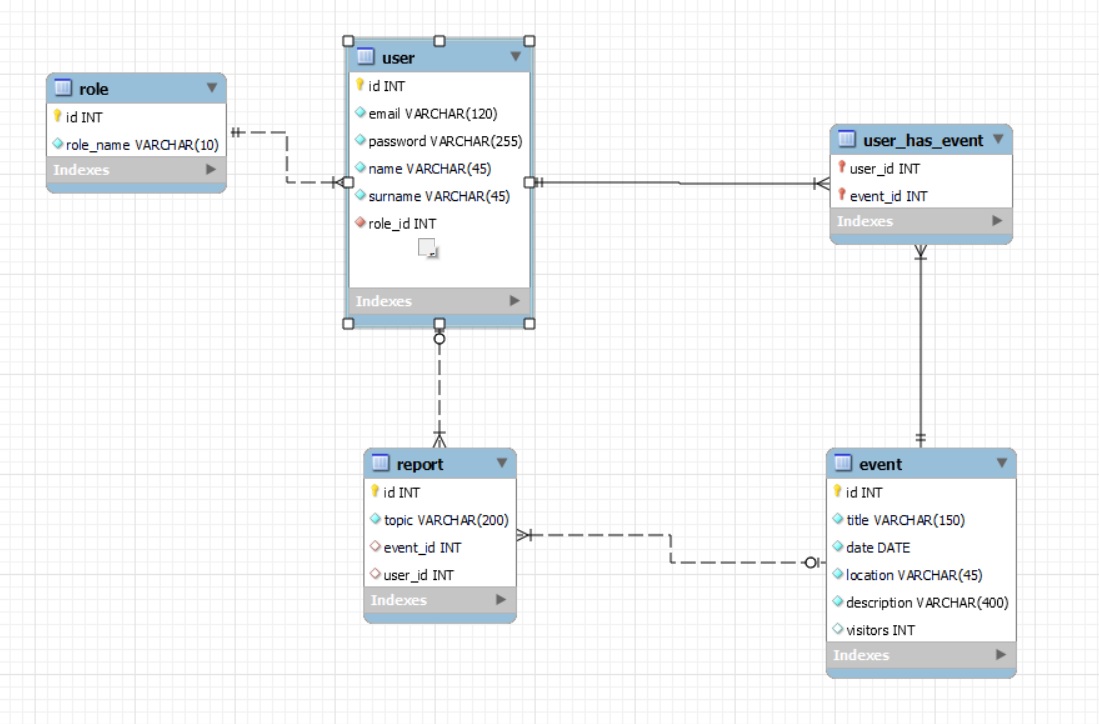 role
id INT
role_name VARCHAR(10)
Indexes
user
id INT
email VARCHAR(120)
password VARCHAR(255)
name VARCHAR(45)
surname VARCHAR(45)
role_id INT
Indexes
user_has_event
user_id INT
event_id INT
Indexes
report
id INT
topic VARCHAR(200)
event_id INT
user_id INT
Indexes
event
id INT
title VARCHAR(150)
date DATE
location VARCHAR(45)
description VARCHAR(400)
visitors INT
Indexes